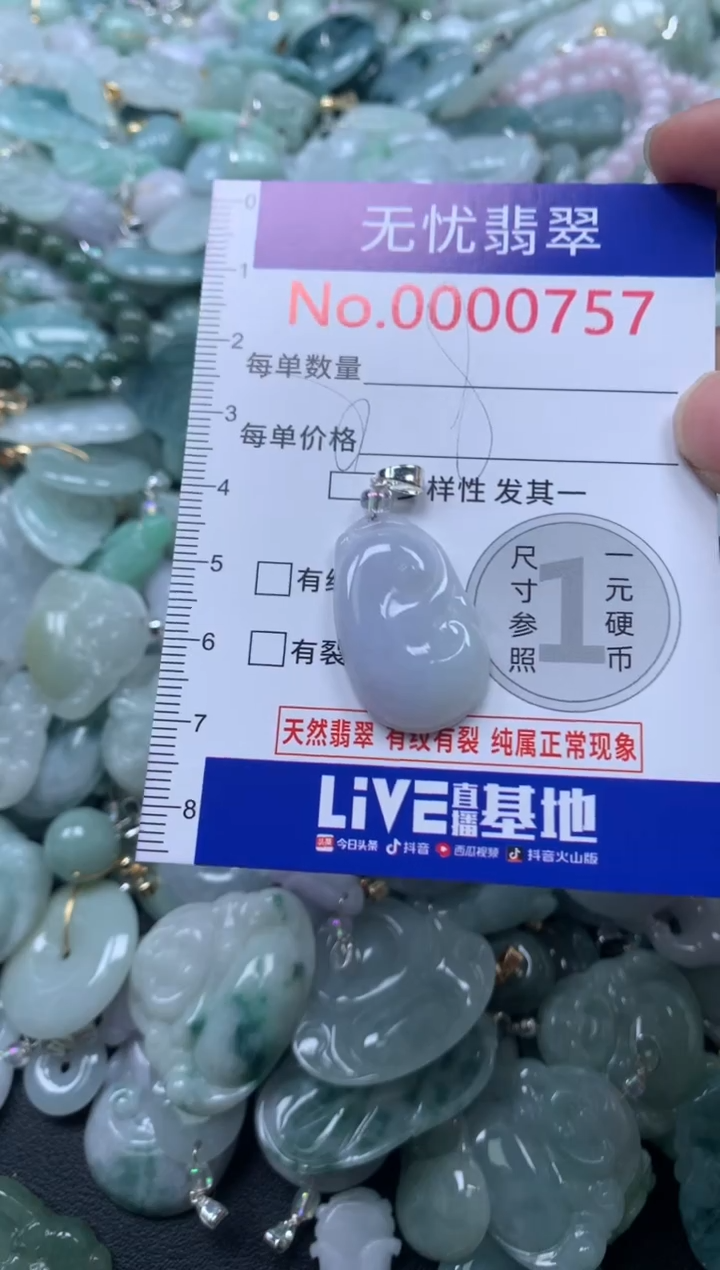 无忧翡翠
No.0000757
每单数量
每单价格
样性 发其一
有
有裂
尺寸参照
1
一元硬币
天然翡翠 有纹有裂 纯属正常现象
LiVE直播基地
头条 今日头条 抖音 西瓜视频 抖音火山版
0
1
2
3
4
5
6
7
8